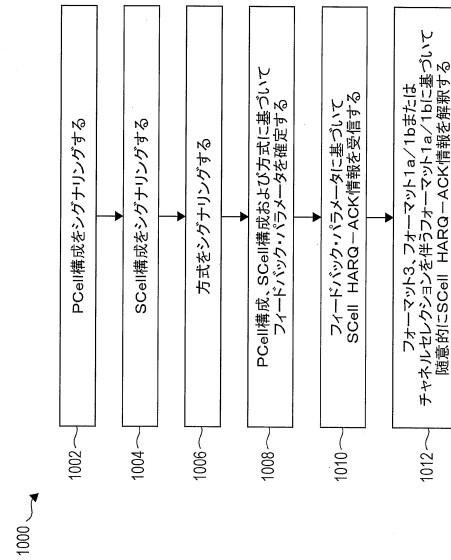 1000
1002
PCell構成をシグナリングする
1004
SCell構成をシグナリングする
1006
方式をシグナリングする
1008
PCell構成、SCell構成および方式に基づいて
フィードバック・パラメータを確定する
1010
フィードバック・パラメータに基づいて
SCell HARQ－ACK情報を受信する
1012
フォーマット3、フォーマット1a／1bまたは
チャネルセレクションを伴うフォーマット1a／1bに基づいて
随意的にSCell HARQ－ACK情報を解釈する